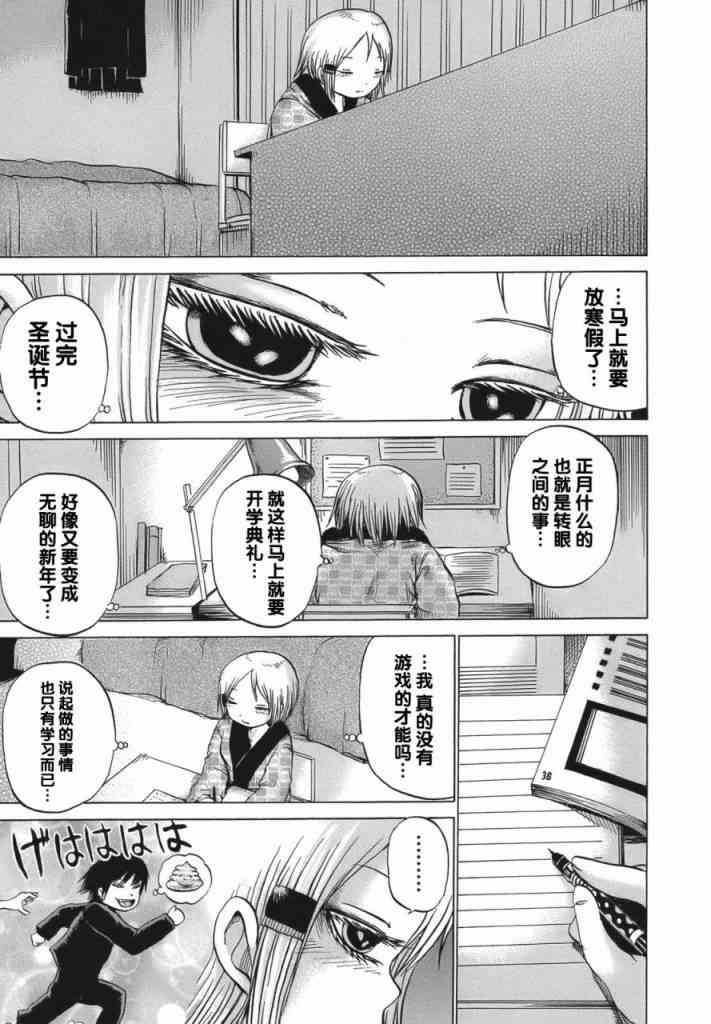 …马上就要
放寒假了…
过完
圣诞节…
正月什么的
也就是转眼
之间的事…
就这样马上就要
开学典礼…
好像又要变成
无聊的新年了…
…我真的没有
游戏的才能吗…
说起做的事情
也只有学习而已…
38
………
げはははは